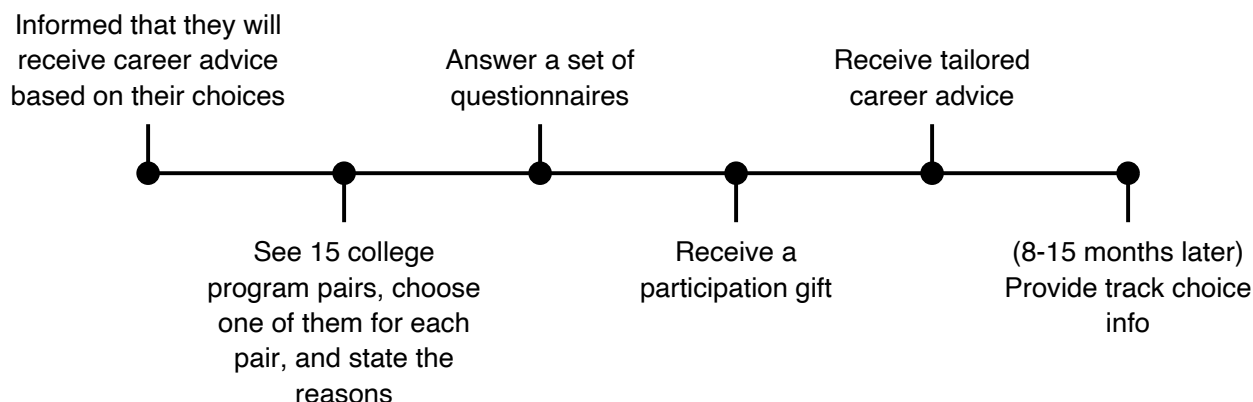 Informed that they will
receive career advice
based on their choices
See 15 college
program pairs, choose
one of them for each
pair, and state the
reasons
Answer a set of
questionnaires
Receive a
participation gift
Receive tailored
career advice
(8-15 months later)
Provide track choice
info